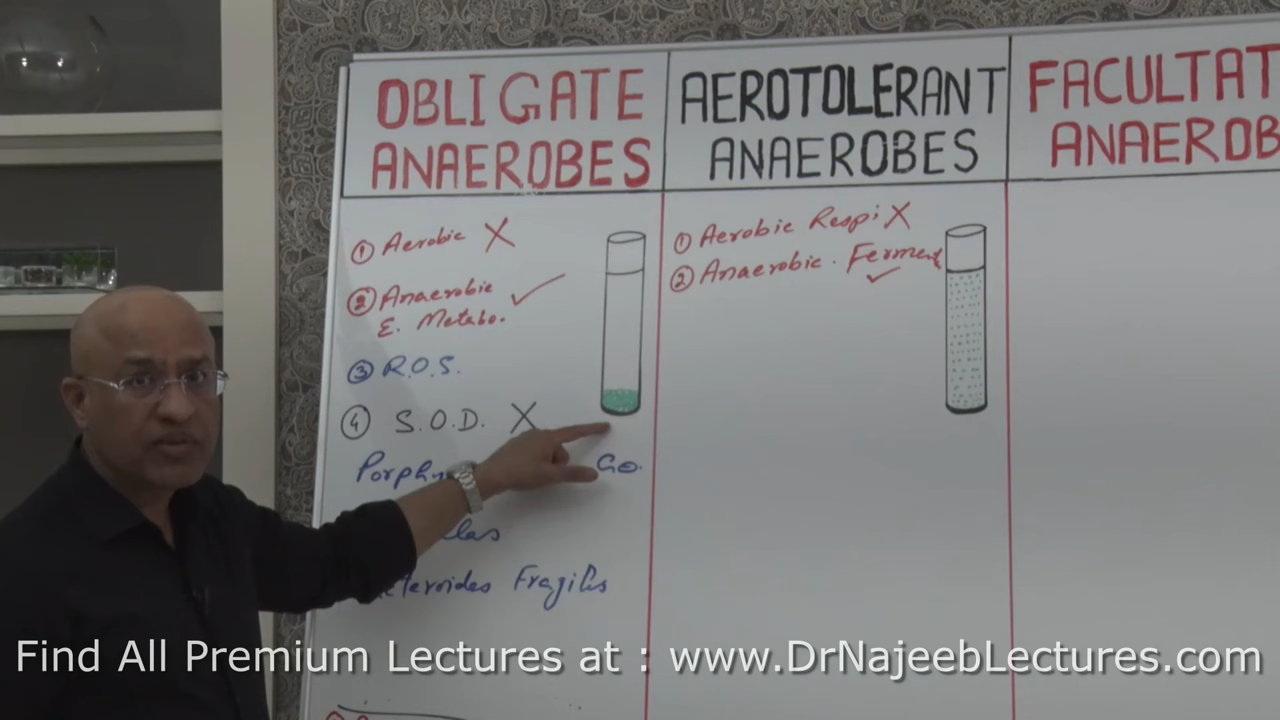 OBLIGATE
ANAEROBES
① Aerobic X
② Anaerobic ✓
E. Metabo.
③ R.O.S.
④ S.O.D. X
Fragilis
AEROTOLERANT
ANAEROBES
① Aerobic Respi X
② Anaerobic. Ferment ✓
FACULTAT
ANAEROB
Find All Premium Lectures at : www.DrNajeebLectures.com